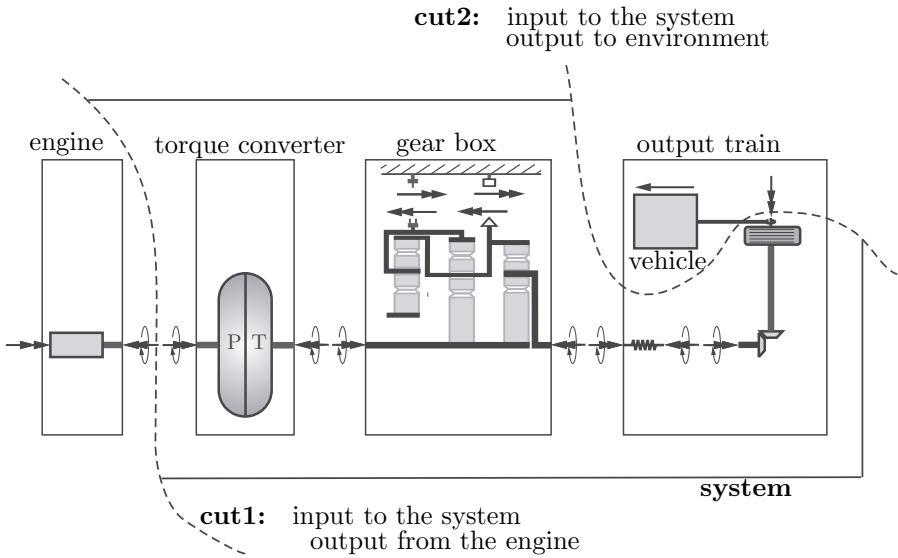 cut2: input to the system
output to environment
engine
torque converter
gear box
output train
vehicle
P T
system
cut1: input to the system
output from the engine